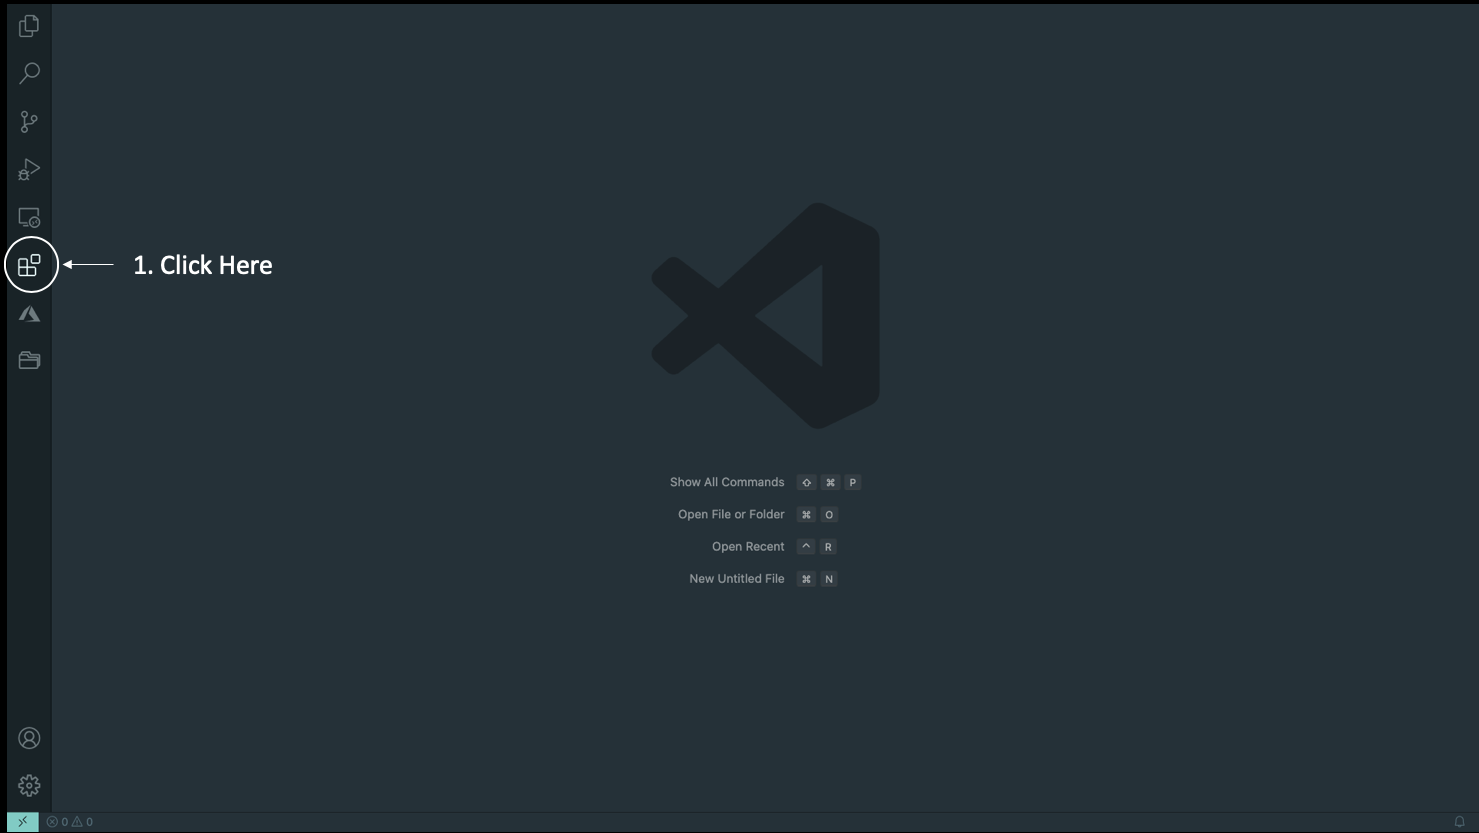 1. Click Here
Show All Commands ⇧ ⌘ P
Open File or Folder ⌘ O
Open Recent ^ R
New Untitled File ⌘ N
0 0